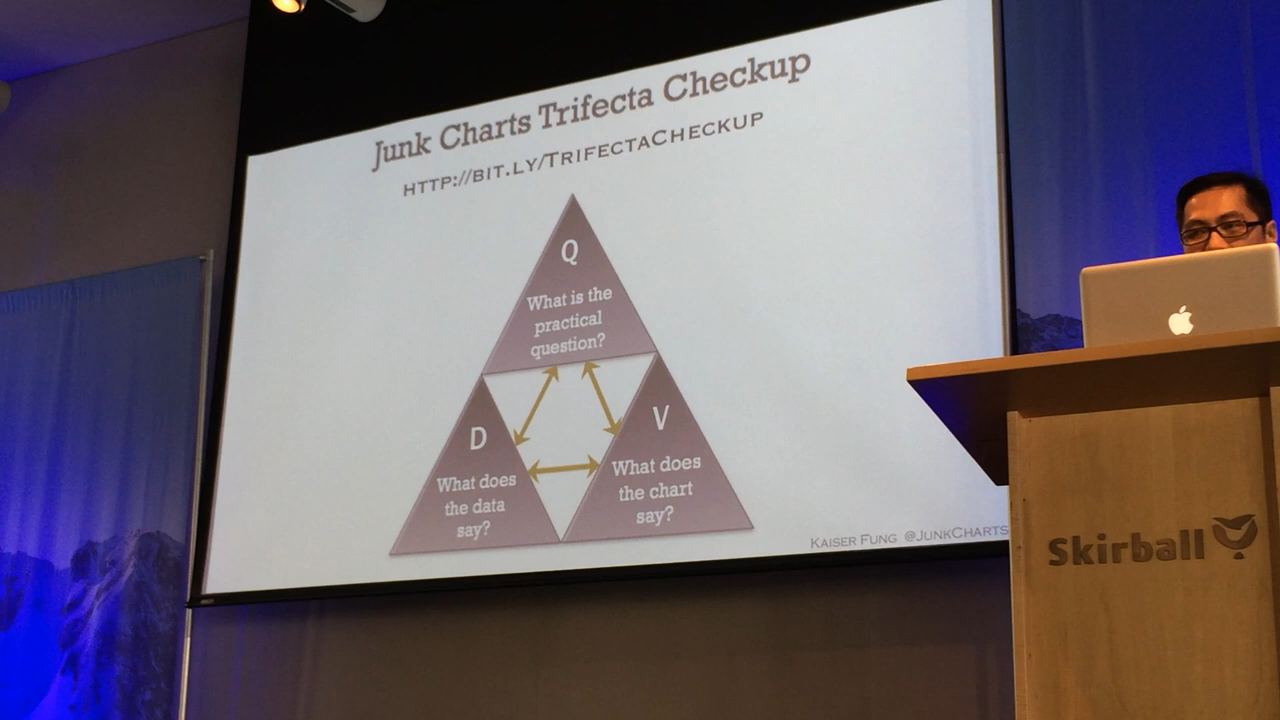 Junk Charts Trifecta Checkup
HTTP://BIT.LY/TRIFECTACHECKUP
Q
What is the
practical
question?
D
What does
the data
say?
V
What does
the chart
say?
KAISER FUNG @JUNKCHARTS
Skirball